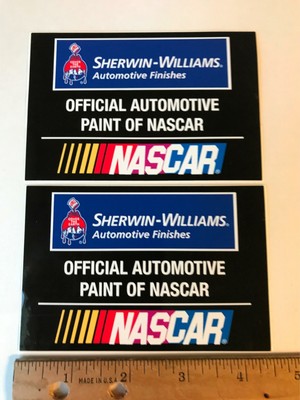 SHERWIN-WILLIAMS.
Automotive Finishes
OFFICIAL AUTOMOTIVE
PAINT OF NASCAR
NASCAR
SHERWIN-WILLIAMS.
Automotive Finishes
OFFICIAL AUTOMOTIVE
PAINT OF NASCAR
NASCAR
1 MADE IN U.S.A. 2 3 4 5